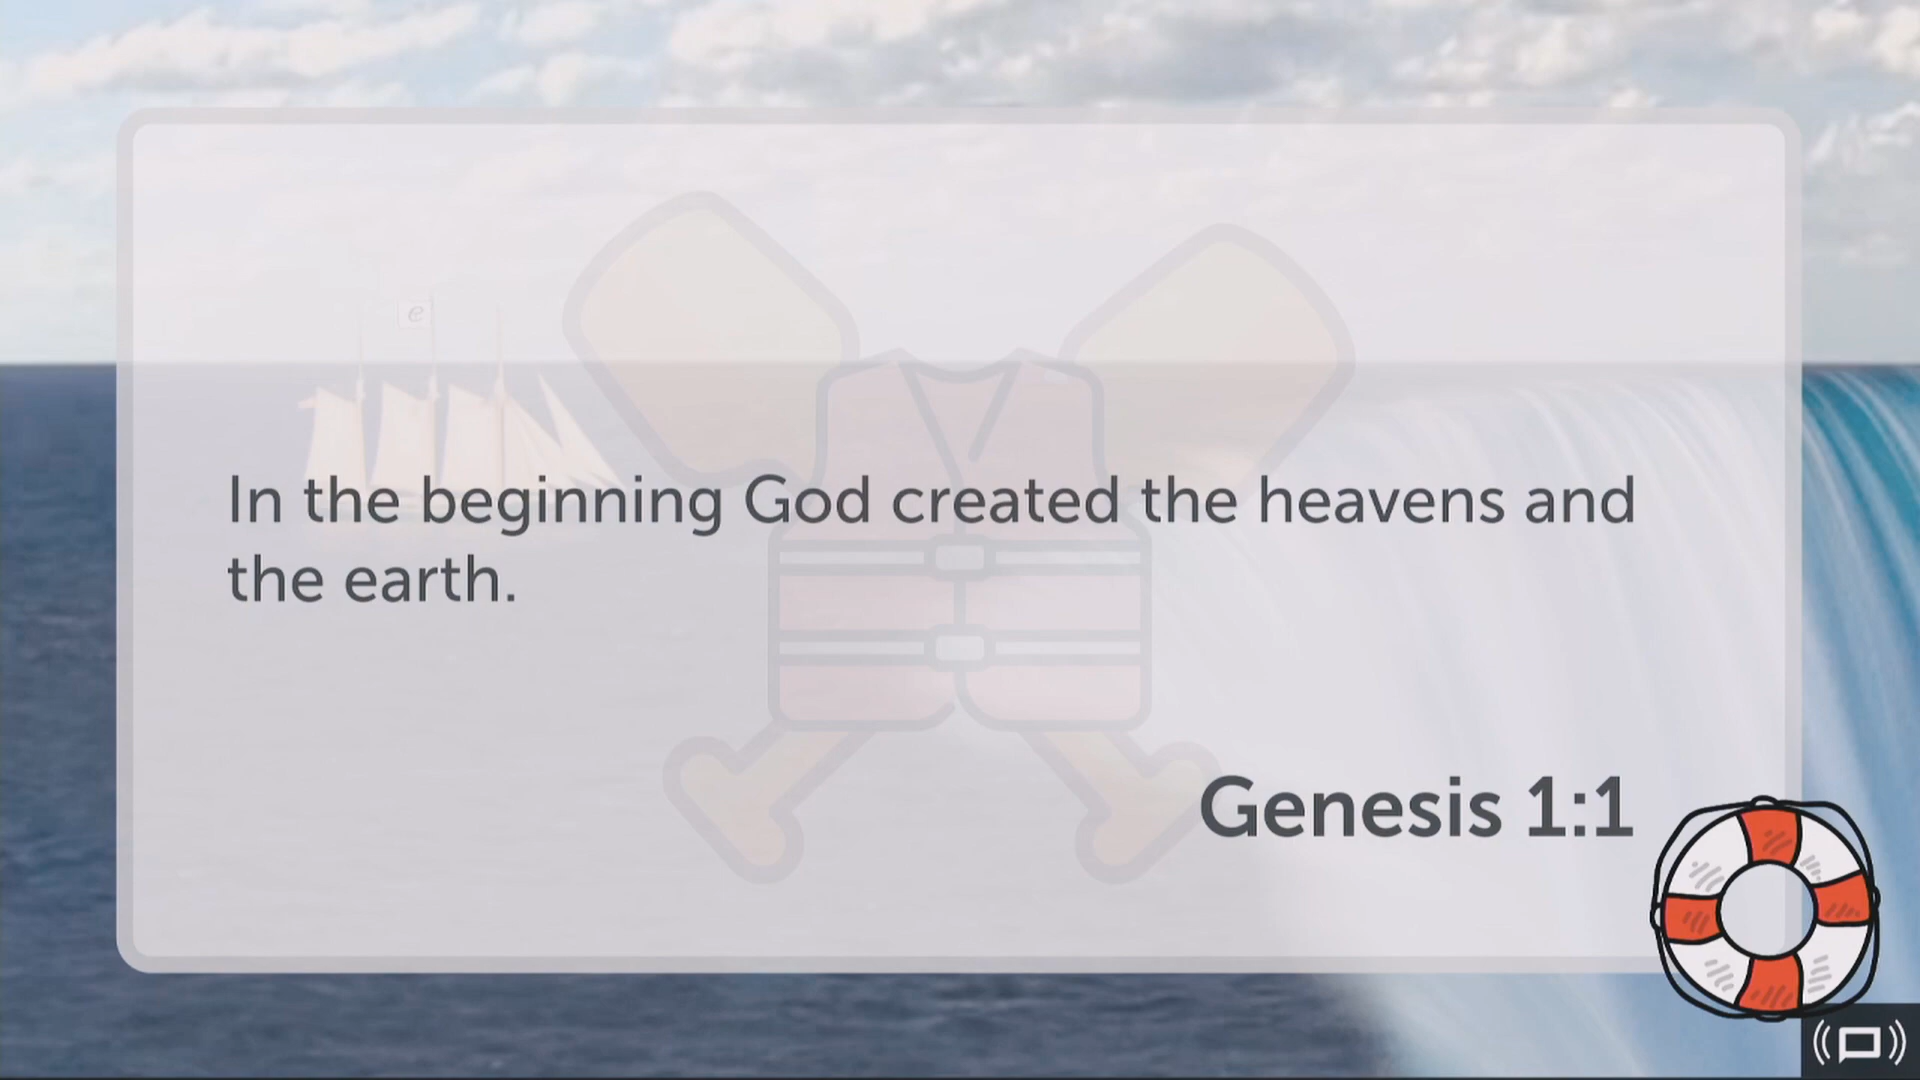 e
In the beginning God created the heavens and
the earth.
Genesis 1:1